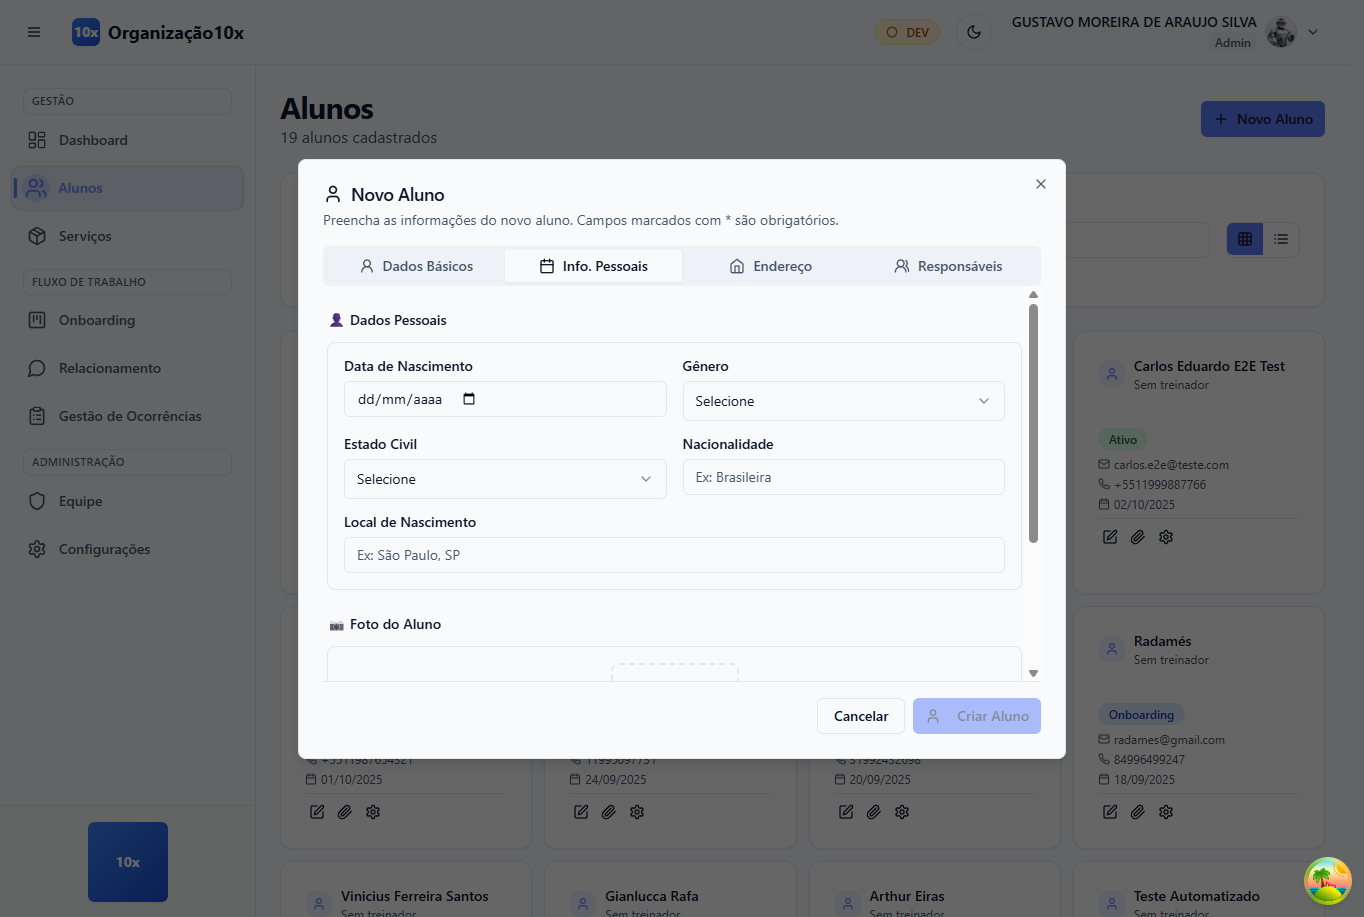 10x Organização10x
DEV
GUSTAVO MOREIRA DE ARAUJO SILVA
Admin
GESTÃO
Dashboard
Alunos
Serviços
FLUXO DE TRABALHO
Onboarding
Relacionamento
Gestão de Ocorrências
ADMINISTRAÇÃO
Equipe
Configurações
10x
Alunos
19 alunos cadastrados
Novo Aluno
Novo Aluno
Preencha as informações do novo aluno. Campos marcados com * são obrigatórios.
Dados Básicos
Info. Pessoais
Endereço
Responsáveis
Dados Pessoais
Data de Nascimento
Gênero
dd/mm/aaaa
Selecione
Estado Civil
Nacionalidade
Selecione
Ex: Brasileira
Local de Nascimento
Ex: São Paulo, SP
Foto do Aluno
Cancelar
Criar Aluno
Carlos Eduardo E2E Test
Sem treinador
Ativo
carlos.e2e@teste.com
+5511999887766
02/10/2025
Radamés
Sem treinador
Onboarding
radames@gmail.com
84996499247
18/09/2025
01/10/2025
24/09/2025
20/09/2025
Vinicius Ferreira Santos
Sem treinador
Gianlucca Rafa
Sem treinador
Arthur Eiras
Sem treinador
Teste Automatizado
Sem treinador